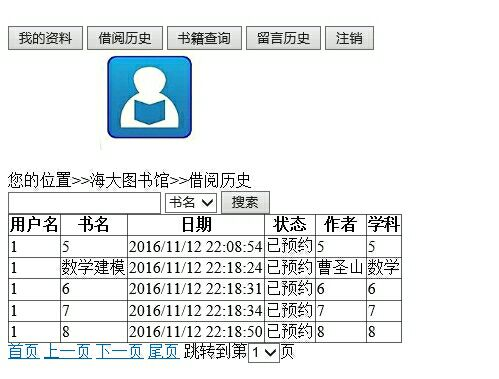 我的资料 借阅历史 书籍查询 留言历史 注销
您的位置>>海大图书馆>>借阅历史
书名 搜索
用户名 书名 日期 状态 作者 学科
1 5 2016/11/12 22:08:54 已预约 5 5
1 数学建模 2016/11/12 22:18:24 已预约 曹圣山 数学
1 6 2016/11/12 22:18:31 已预约 6 6
1 7 2016/11/12 22:18:34 已预约 7 7
1 8 2016/11/12 22:18:50 已预约 8 8
首页 上一页 下一页 尾页 跳转到第 1 页